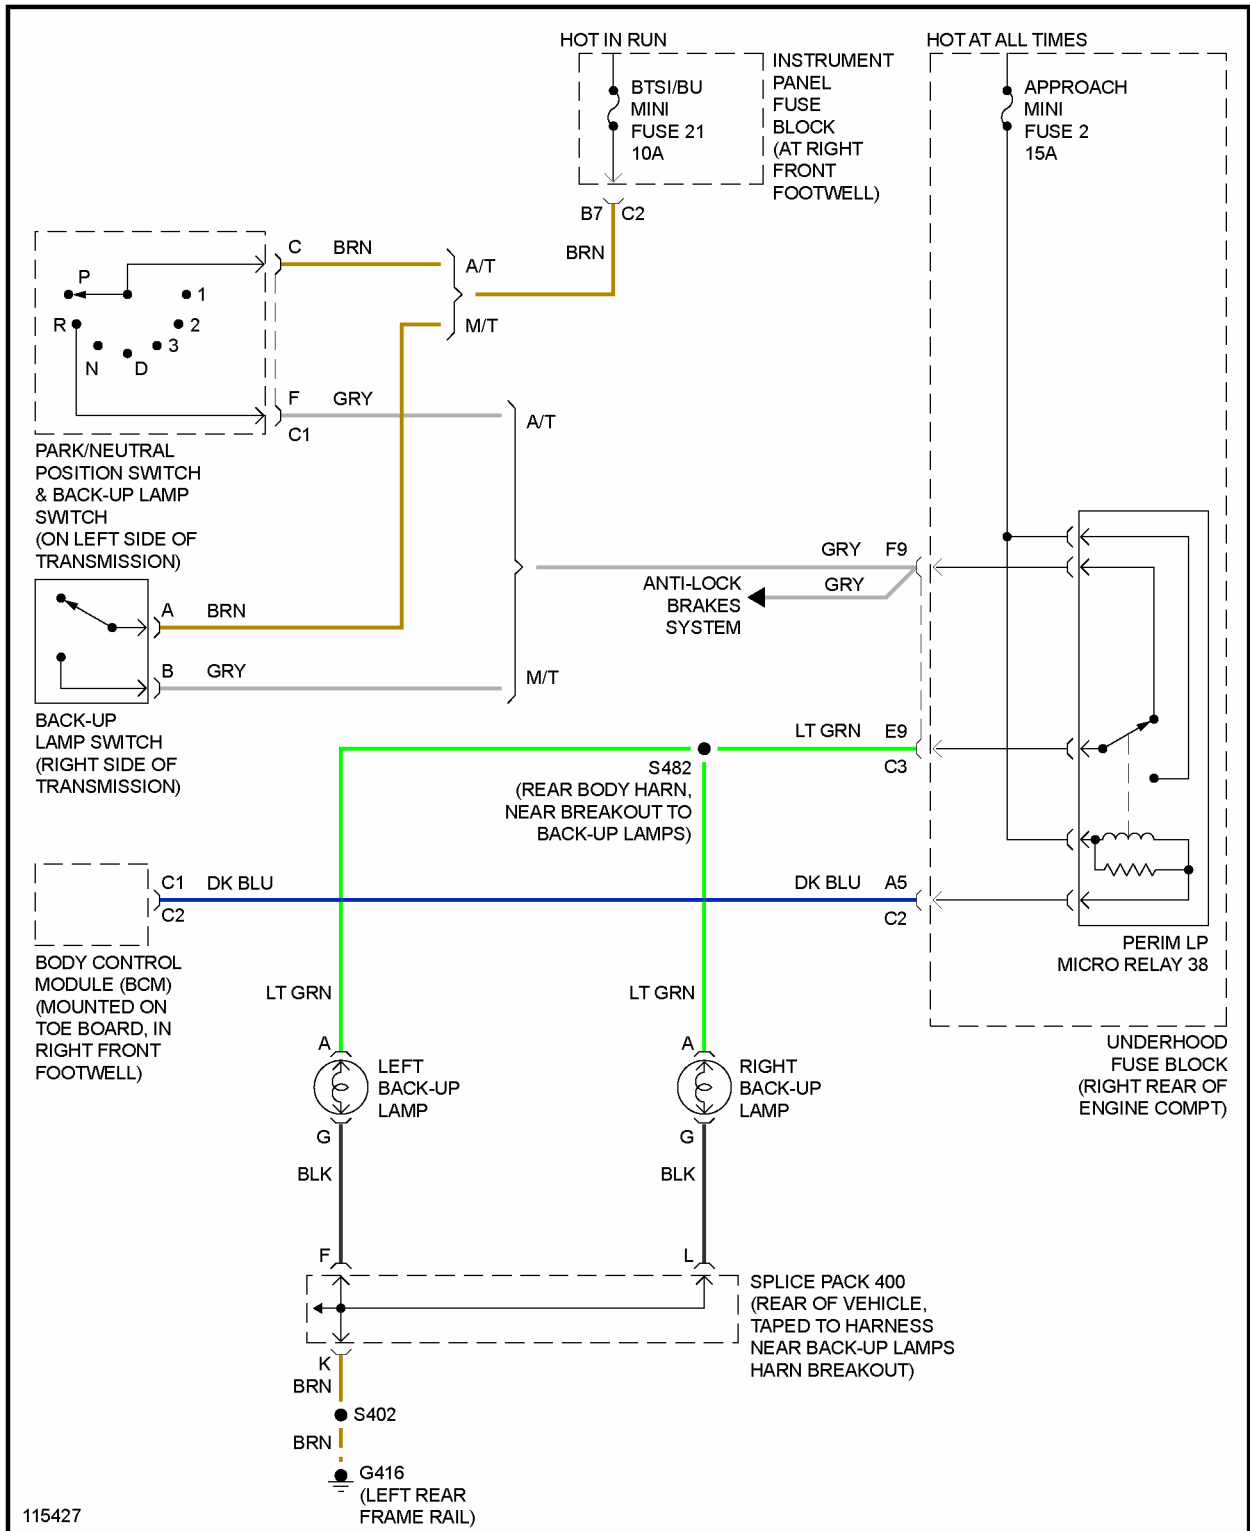 HOT IN RUN
HOT AT ALL TIMES
BTSI/BU
MINI
FUSE 21
10A
INSTRUMENT
PANEL
FUSE
BLOCK
(AT RIGHT
FRONT
FOOTWELL)
APPROACH
MINI
FUSE 2
15A
B7
C2
BRN
C
BRN
A/T
M/T
P
1
R
2
3
N
D
F
GRY
C1
A/T
PARK/NEUTRAL
POSITION SWITCH
& BACK-UP LAMP
SWITCH
(ON LEFT SIDE OF
TRANSMISSION)
GRY
F9
GRY
ANTI-LOCK
BRAKES
SYSTEM
A
BRN
B
GRY
M/T
BACK-UP
LAMP SWITCH
(RIGHT SIDE OF
TRANSMISSION)
LT GRN
E9
C3
S482
(REAR BODY HARN,
NEAR BREAKOUT TO
BACK-UP LAMPS)
C1
DK BLU
C2
DK BLU
A5
C2
BODY CONTROL
MODULE (BCM)
(MOUNTED ON
TOE BOARD, IN
RIGHT FRONT
FOOTWELL)
PERIM LP
MICRO RELAY 38
UNDERHOOD
FUSE BLOCK
(RIGHT REAR OF
ENGINE COMPT)
LT GRN
LT GRN
A
LEFT
BACK-UP
LAMP
A
RIGHT
BACK-UP
LAMP
G
G
BLK
BLK
F
L
SPLICE PACK 400
(REAR OF VEHICLE,
TAPED TO HARNESS
NEAR BACK-UP LAMPS
HARN BREAKOUT)
K
BRN
S402
BRN
G416
(LEFT REAR
FRAME RAIL)
115427